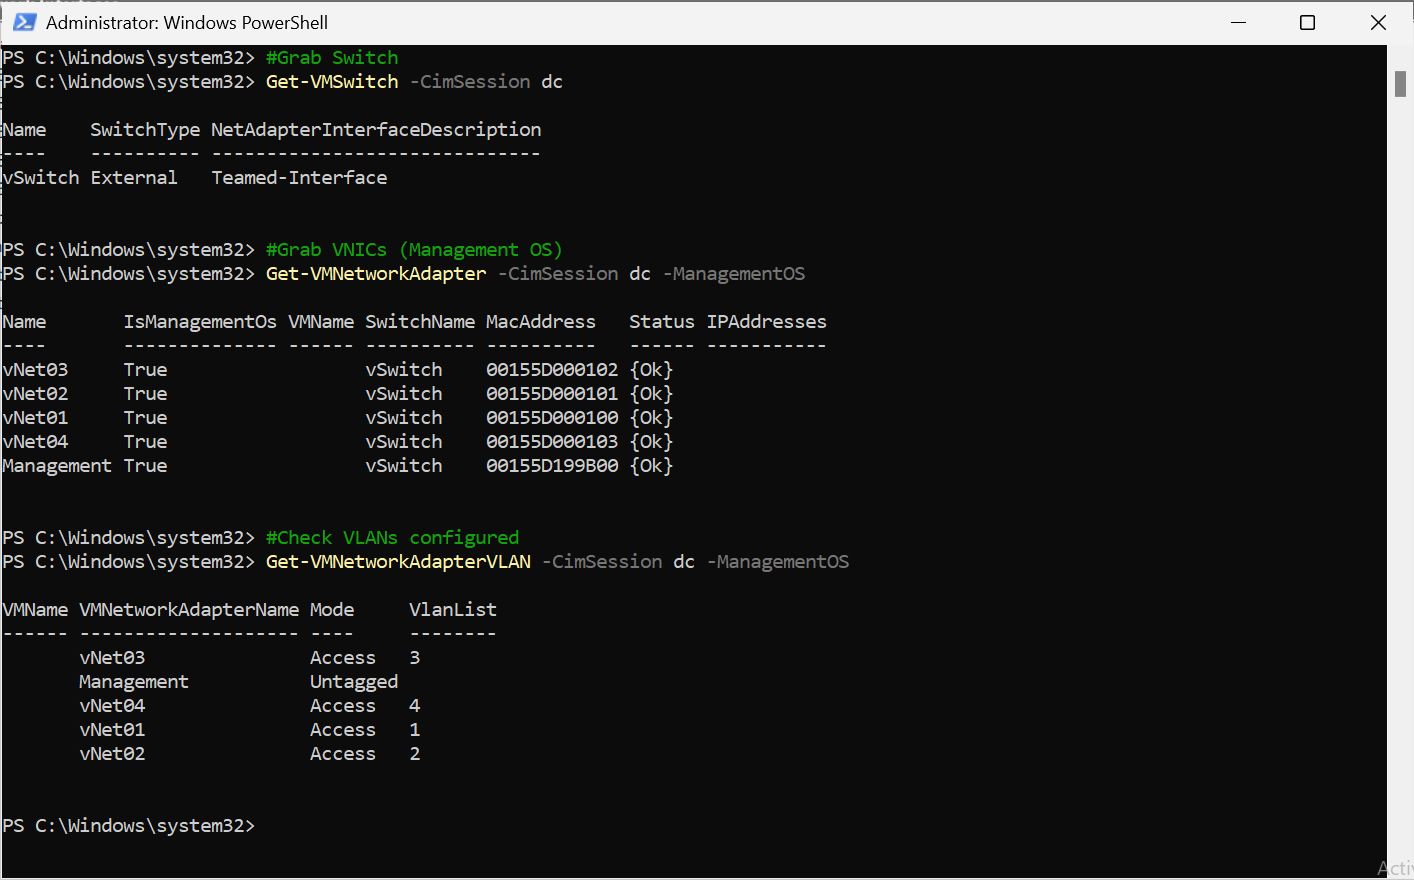 Administrator: Windows PowerShell
PS C:\Windows\system32> #Grab Switch
PS C:\Windows\system32> Get-VMSwitch -CimSession dc
Name    SwitchType NetAdapterInterfaceDescription
----    ---------- ------------------------------
vSwitch External   Teamed-Interface
PS C:\Windows\system32> #Grab VNICs (Management OS)
PS C:\Windows\system32> Get-VMNetworkAdapter -CimSession dc -ManagementOS
Name       IsManagementOs VMName SwitchName MacAddress   Status IPAddresses
----       -------------- ------ ---------- ----------   ------ -----------
vNet03     True                  vSwitch    00155D000102 {Ok}
vNet02     True                  vSwitch    00155D000101 {Ok}
vNet01     True                  vSwitch    00155D000100 {Ok}
vNet04     True                  vSwitch    00155D000103 {Ok}
Management True                  vSwitch    00155D199B00 {Ok}
PS C:\Windows\system32> #Check VLANs configured
PS C:\Windows\system32> Get-VMNetworkAdapterVLAN -CimSession dc -ManagementOS
VMName VMNetworkAdapterName Mode     VlanList
------ -------------------- ----     --------
       vNet03               Access   3
       Management           Untagged
       vNet04               Access   4
       vNet01               Access   1
       vNet02               Access   2
PS C:\Windows\system32>